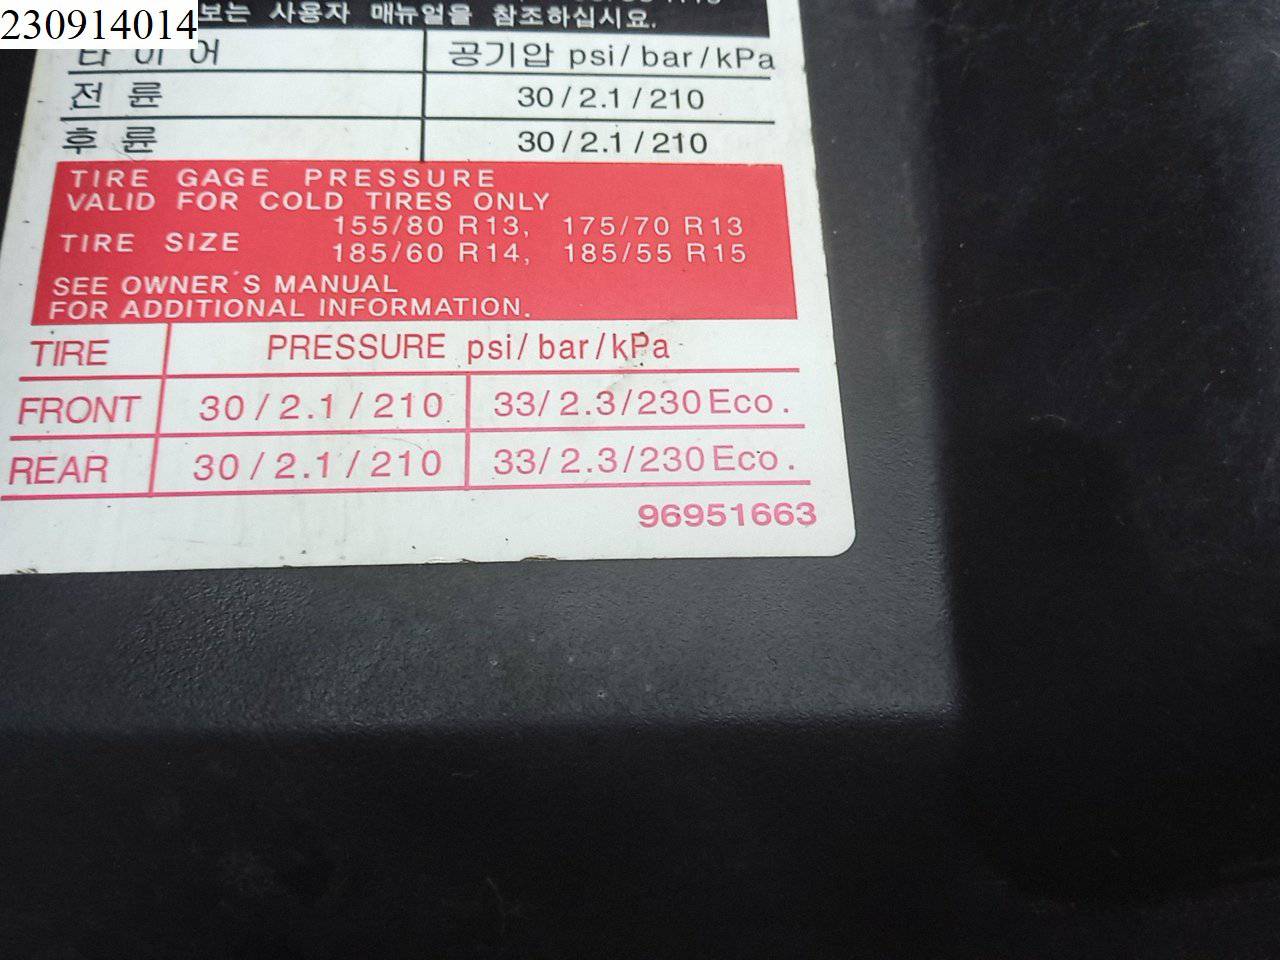 230914014
보는 사용자 매뉴얼을 참조하십시오.
타 이 어 공기압 psi/ bar/kPa
전 륜 30/2.1/210
후 륜 30/2.1/210
TIRE GAGE PRESSURE
VALID FOR COLD TIRES ONLY
155/80 R13, 175/70 R13
TIRE SIZE
185/60 R14, 185/55 R15
SEE OWNER'S MANUAL
FOR ADDITIONAL INFORMATION.
TIRE PRESSURE psi/ bar/kPa
FRONT 30/2.1/210 33/2.3/230 Eco.
REAR 30/2.1/210 33/2.3/230 Eco.
96951663